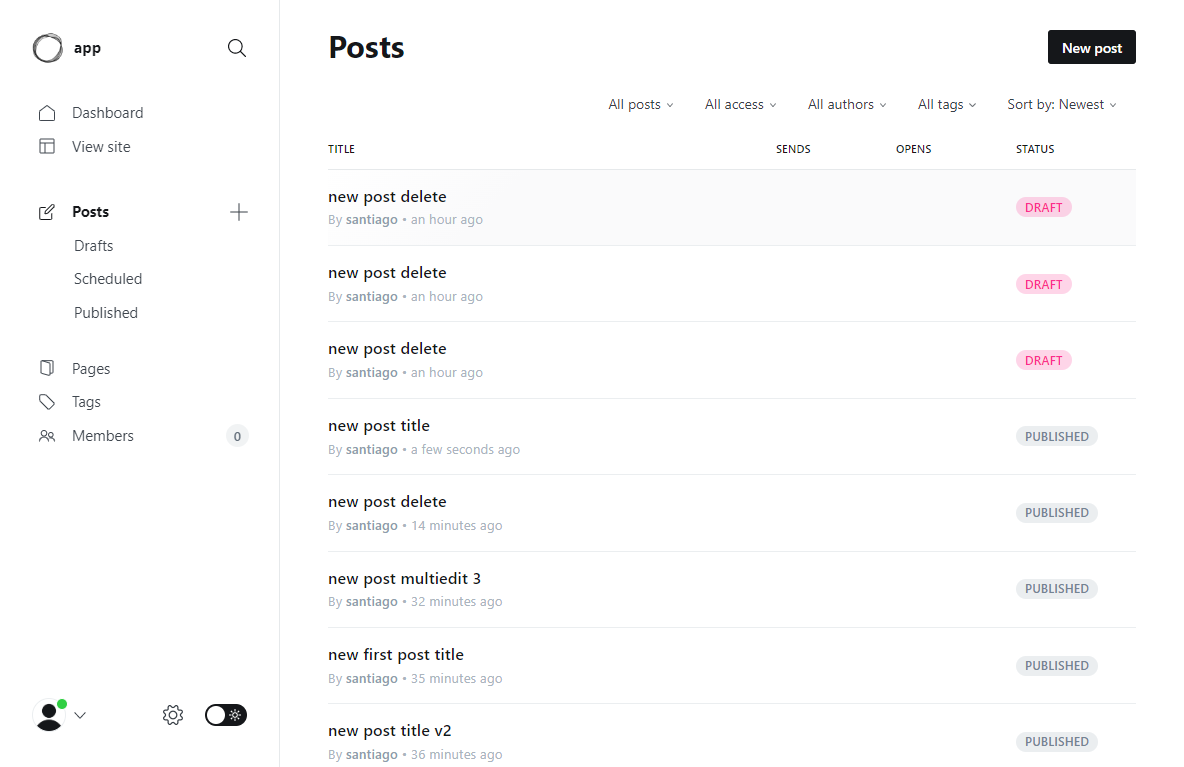 app
Dashboard
View site
Posts
Drafts
Scheduled
Published
Pages
Tags
Members 0
Posts
New post
All posts All access All authors All tags Sort by: Newest
TITLE SENDS OPENS STATUS
new post delete
By santiago • an hour ago
DRAFT
new post delete
By santiago • an hour ago
DRAFT
new post delete
By santiago • an hour ago
DRAFT
new post title
By santiago • a few seconds ago
PUBLISHED
new post delete
By santiago • 14 minutes ago
PUBLISHED
new post multiedit 3
By santiago • 32 minutes ago
PUBLISHED
new first post title
By santiago • 35 minutes ago
PUBLISHED
new post title v2
By santiago • 36 minutes ago
PUBLISHED